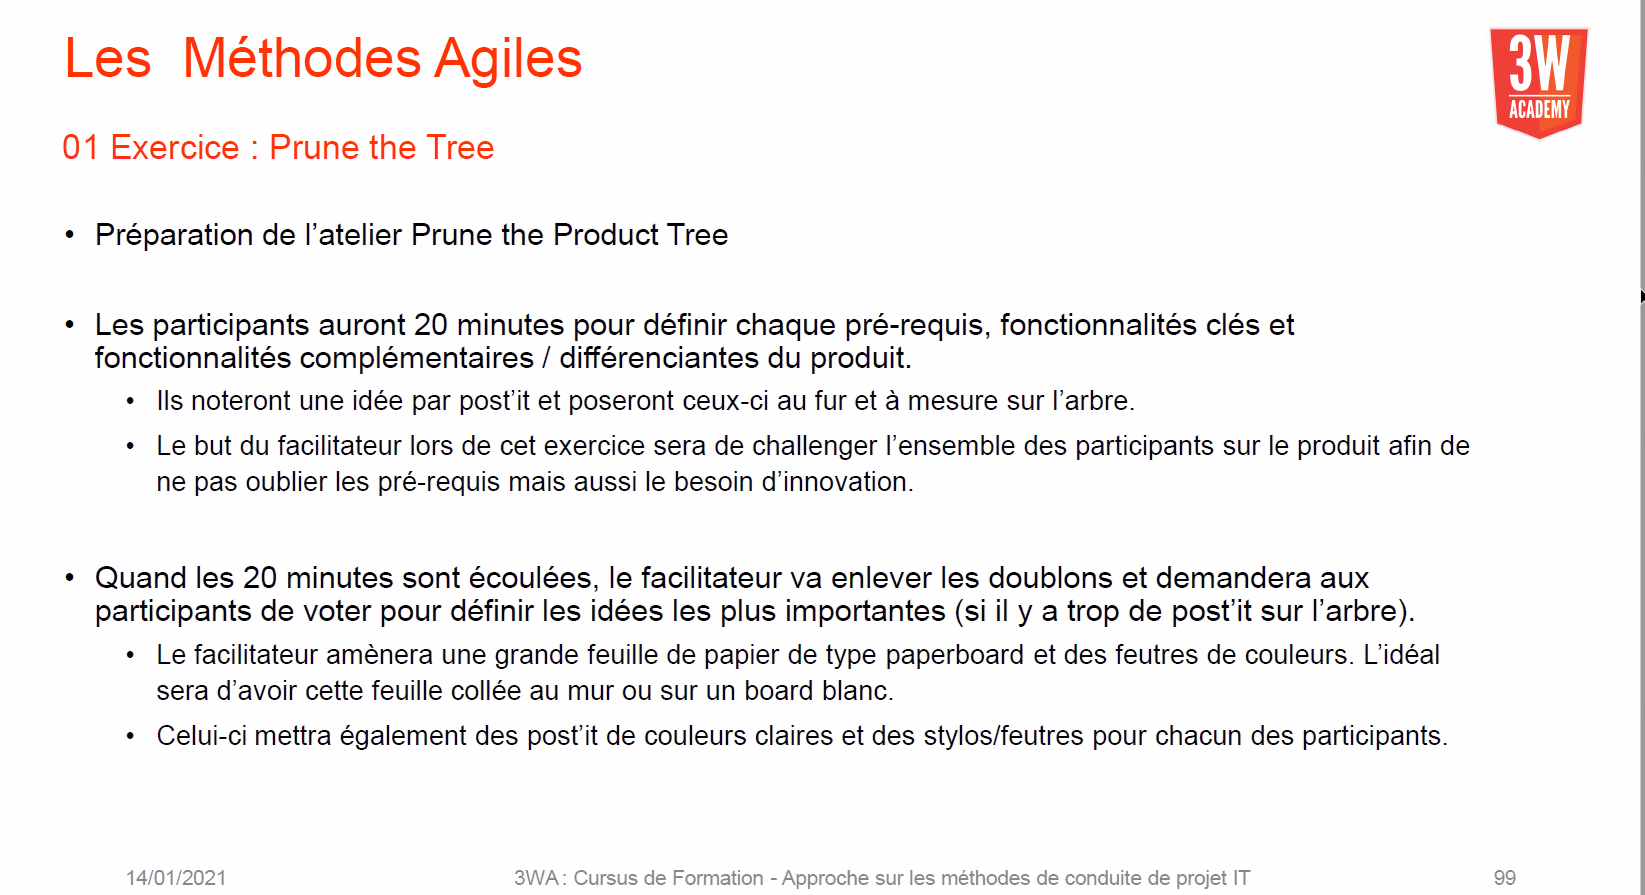 Les  Méthodes Agiles
3W
ACADEMY
01 Exercice : Prune the Tree
• Préparation de l’atelier Prune the Product Tree
• Les participants auront 20 minutes pour définir chaque pré-requis, fonctionnalités clés et
fonctionnalités complémentaires / différenciantes du produit.
• Ils noteront une idée par post’it et poseront ceux-ci au fur et à mesure sur l’arbre.
• Le but du facilitateur lors de cet exercice sera de challenger l’ensemble des participants sur le produit afin de
ne pas oublier les pré-requis mais aussi le besoin d’innovation.
• Quand les 20 minutes sont écoulées, le facilitateur va enlever les doublons et demandera aux
participants de voter pour définir les idées les plus importantes (si il y a trop de post’it sur l’arbre).
• Le facilitateur amènera une grande feuille de papier de type paperboard et des feutres de couleurs. L’idéal
sera d’avoir cette feuille collée au mur ou sur un board blanc.
• Celui-ci mettra également des post’it de couleurs claires et des stylos/feutres pour chacun des participants.
14/01/2021
3WA : Cursus de Formation - Approche sur les méthodes de conduite de projet IT
99